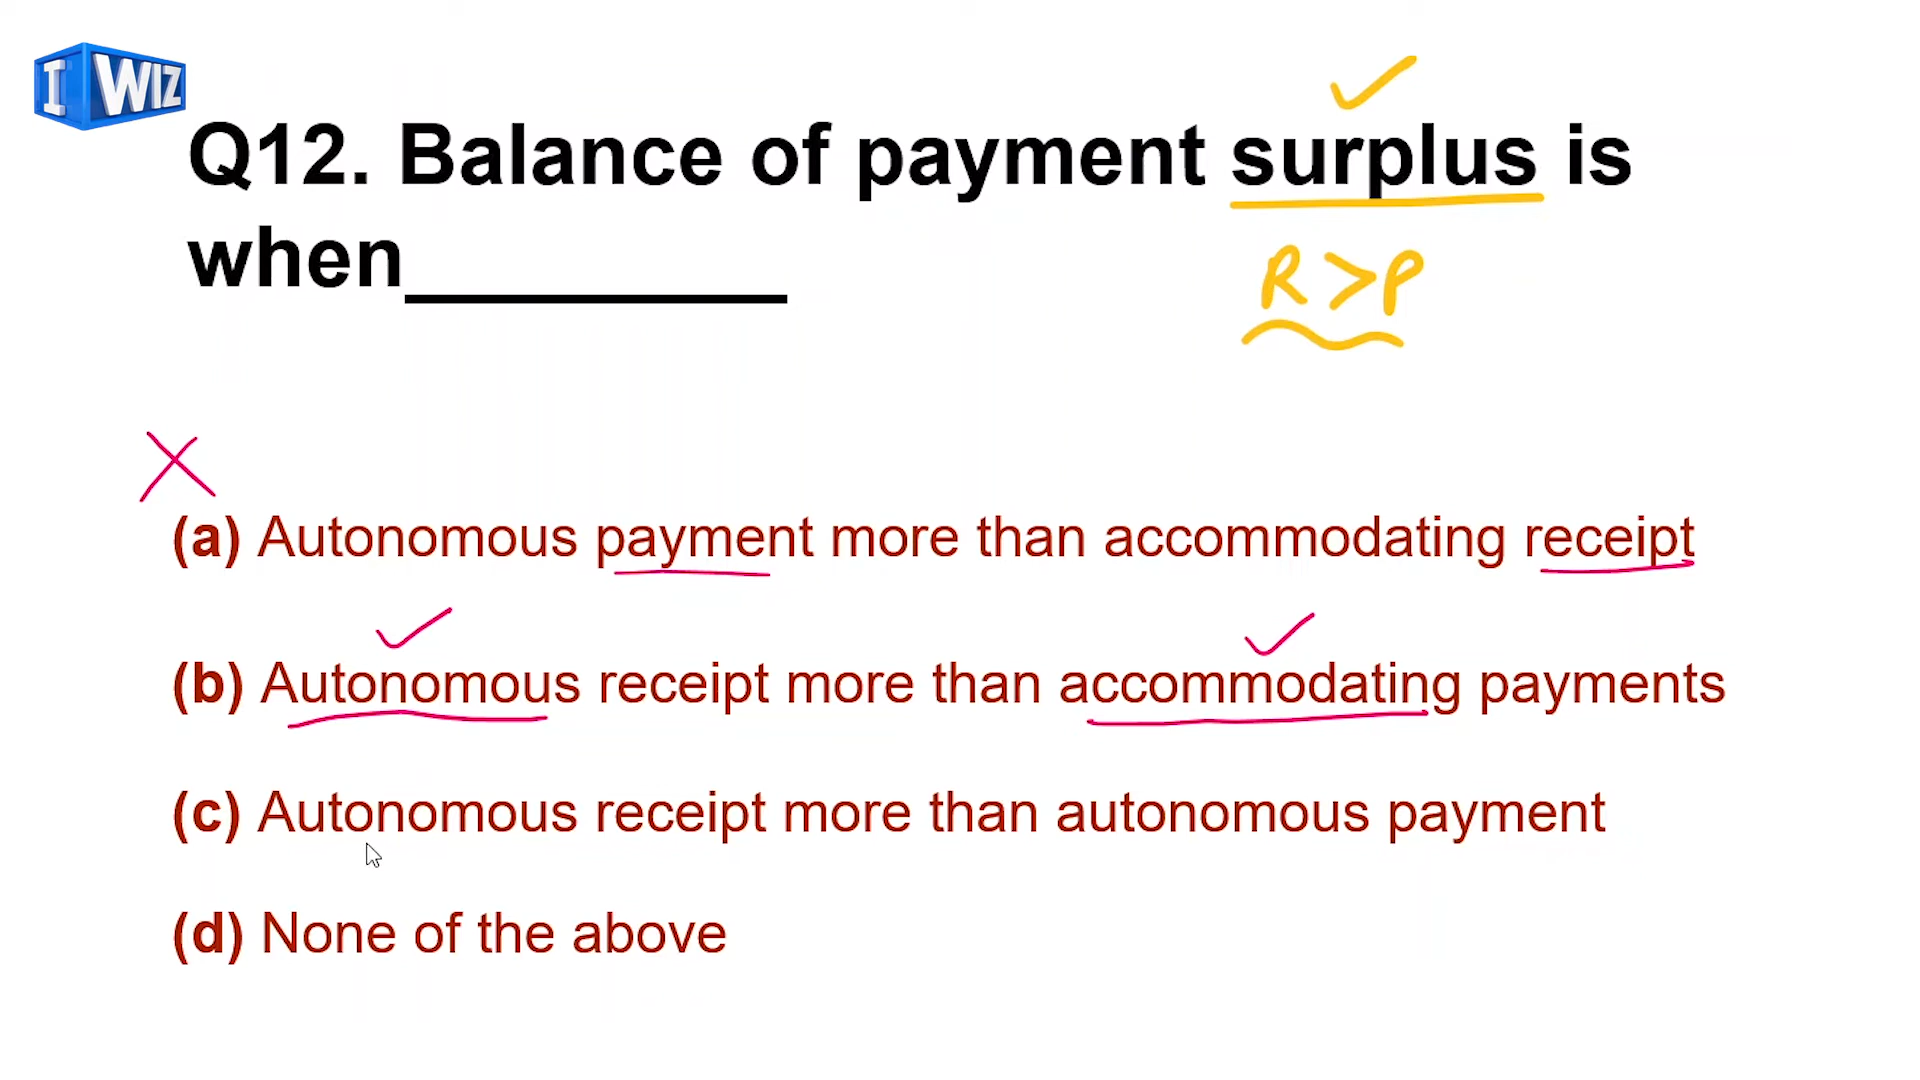 I WIZ
Q12. Balance of payment surplus is
when_________
R > P
(a) Autonomous payment more than accommodating receipt
(b) Autonomous receipt more than accommodating payments
(c) Autonomous receipt more than autonomous payment
(d) None of the above